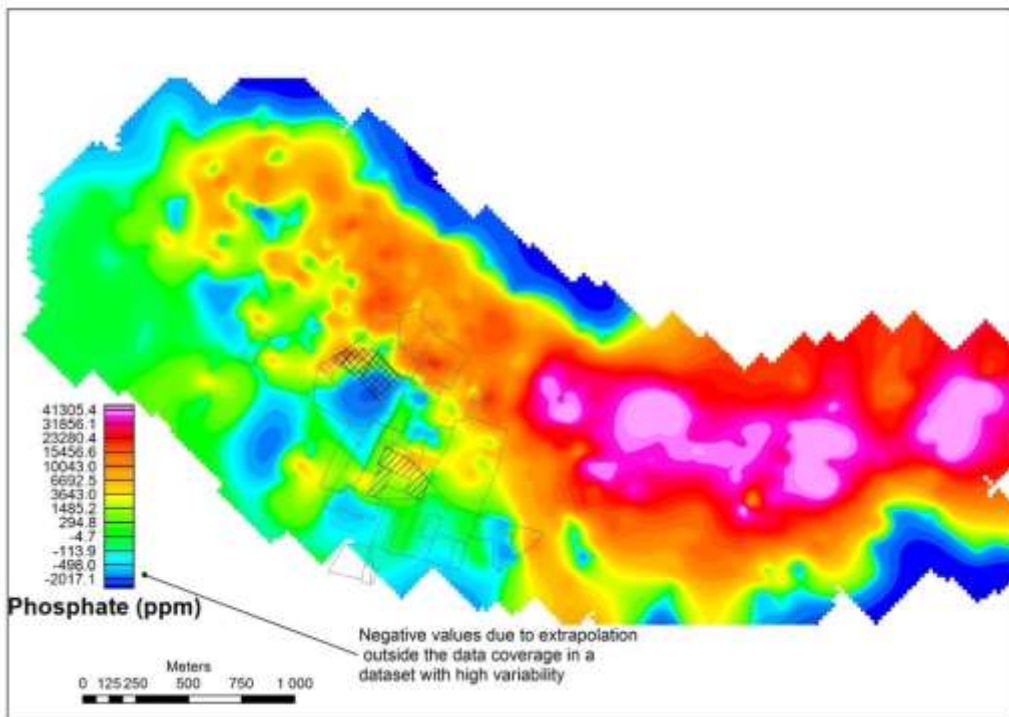 41305.4
31856.1
23280.4
15456.6
10043.0
6692.5
3643.0
1485.2
294.8
-4.7
-113.9
-498.0
-2017.1
Phosphate (ppm)
Negative values due to extrapolation
outside the data coverage in a
dataset with high variability
Meters
0 125 250 500 750 1 000